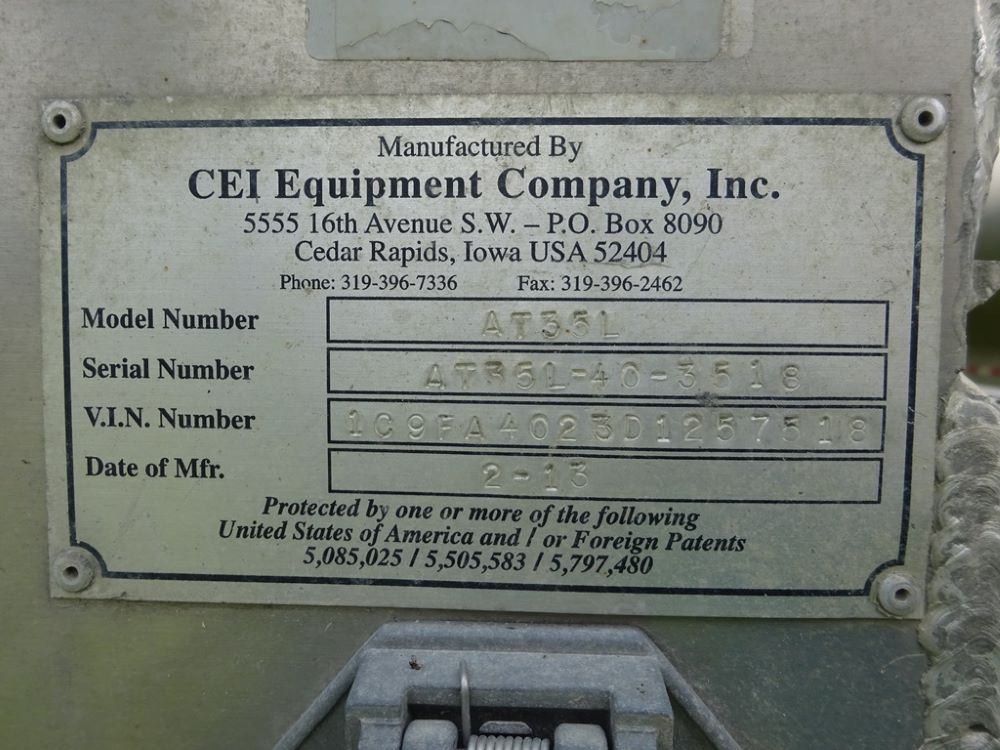 Manufactured By
CEI Equipment Company, Inc.
5555 16th Avenue S.W. – P.O. Box 8090
Cedar Rapids, Iowa USA 52404
Phone: 319-396-7336 Fax: 319-396-2462
Model Number AT35L
Serial Number AT35L-40-3518
V.I.N. Number 1C9FA4023D1257518
Date of Mfr. 2-13
Protected by one or more of the following
United States of America and / or Foreign Patents
5,085,025 / 5,505,583 / 5,797,480